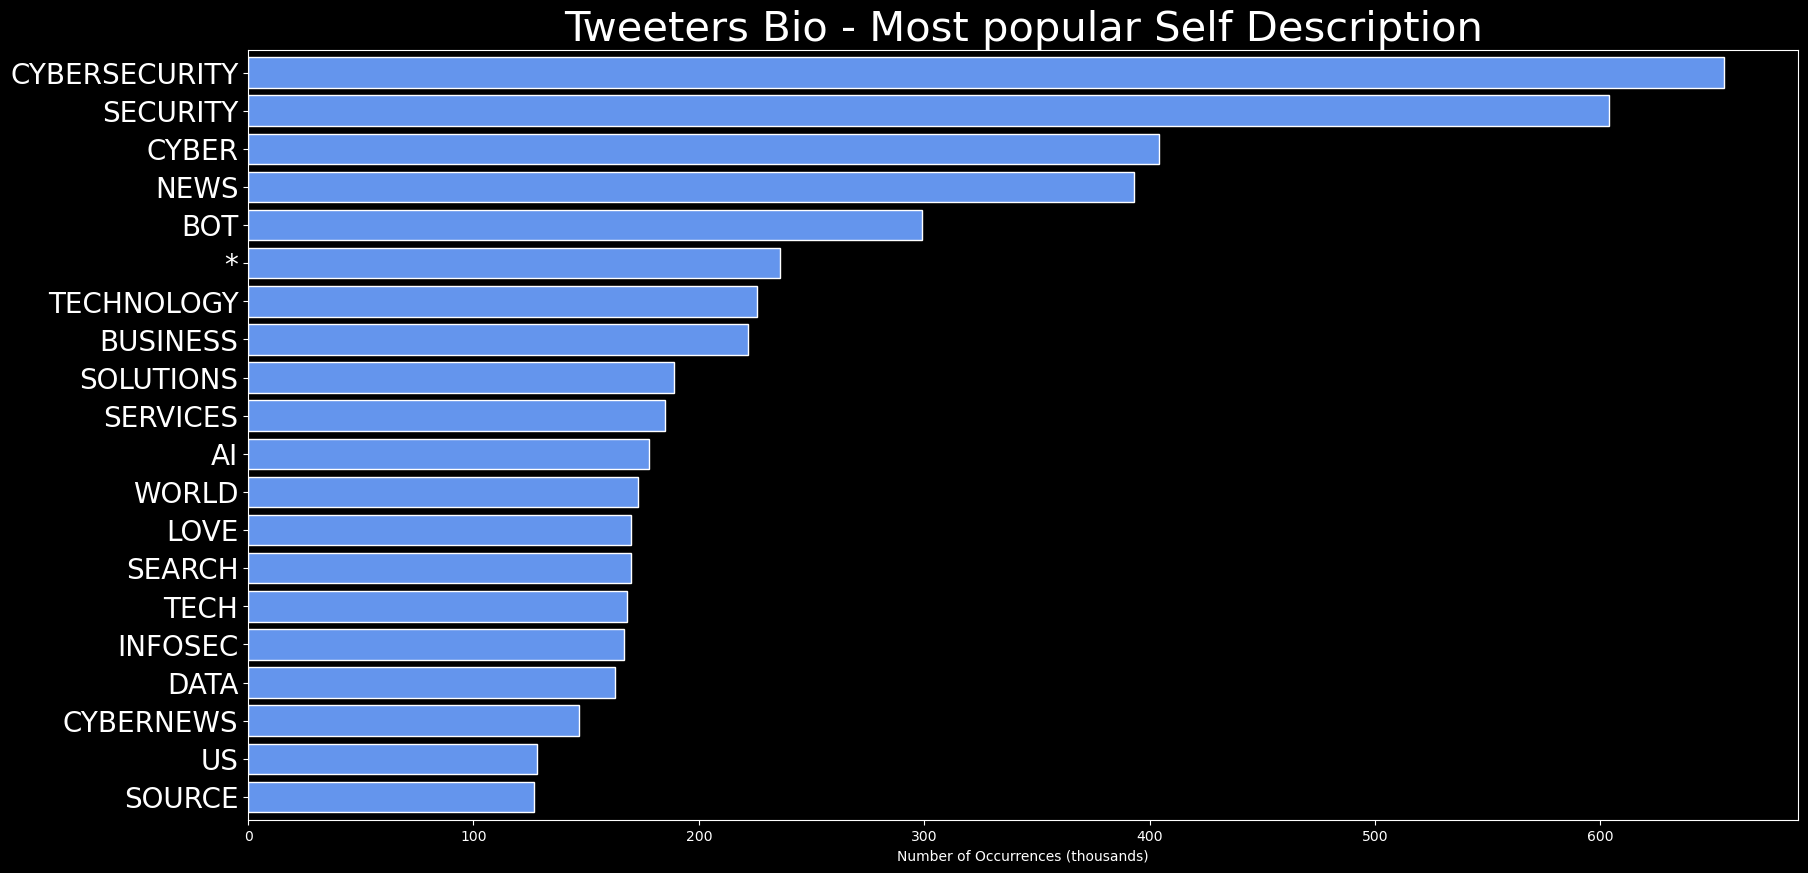 Tweeters Bio - Most popular Self Description
CYBERSECURITY
SECURITY
CYBER
NEWS
BOT
*
TECHNOLOGY
BUSINESS
SOLUTIONS
SERVICES
AI
WORLD
LOVE
SEARCH
TECH
INFOSEC
DATA
CYBERNEWS
US
SOURCE
0 100 200 300 400 500 600
Number of Occurrences (thousands)